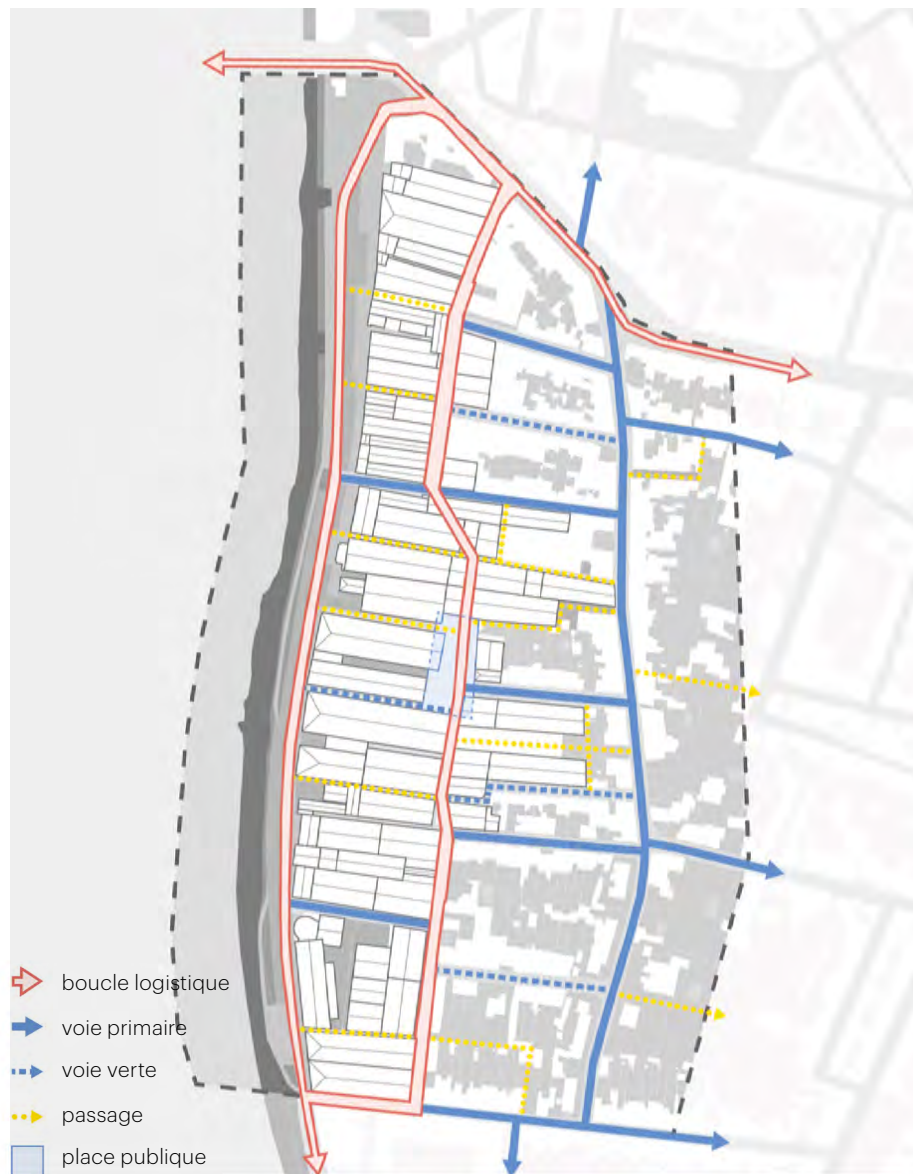 boucle logistique
voie primaire
voie verte
passage
place publique